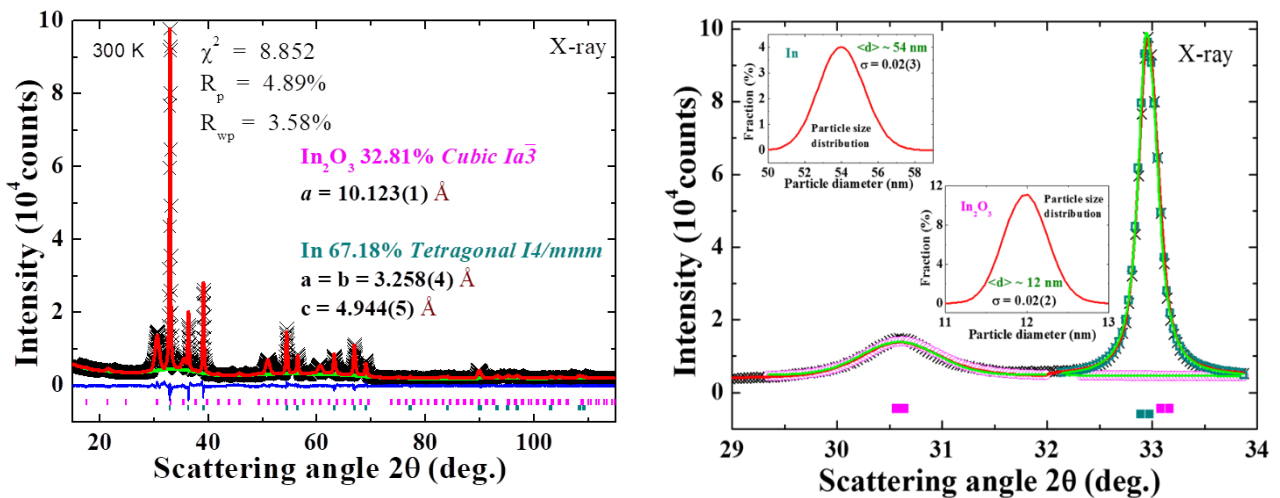 300 K
χ² = 8.852
R_p = 4.89%
R_wp = 3.58%
X-ray
In₂O₃ 32.81% Cubic Ia3̅
a = 10.123(1) Å
In 67.18% Tetragonal I4/mmm
a = b = 3.258(4) Å
c = 4.944(5) Å
Intensity (10⁴ counts)
10
8
6
4
2
0
20 40 60 80 100
Scattering angle 2θ (deg.)
X-ray
In
<d> ~ 54 nm
σ = 0.02(3)
Particle size
distribution
Fraction (%)
4
3
2
1
0
50 52 54 56 58
Particle diameter (nm)
In₂O₃
Particle size
distribution
<d> ~ 12 nm
σ = 0.02(2)
Fraction (%)
12
8
4
0
11 12 13
Particle diameter (nm)
Intensity (10⁴ counts)
10
8
6
4
2
0
29 30 31 32 33 34
Scattering angle 2θ (deg.)